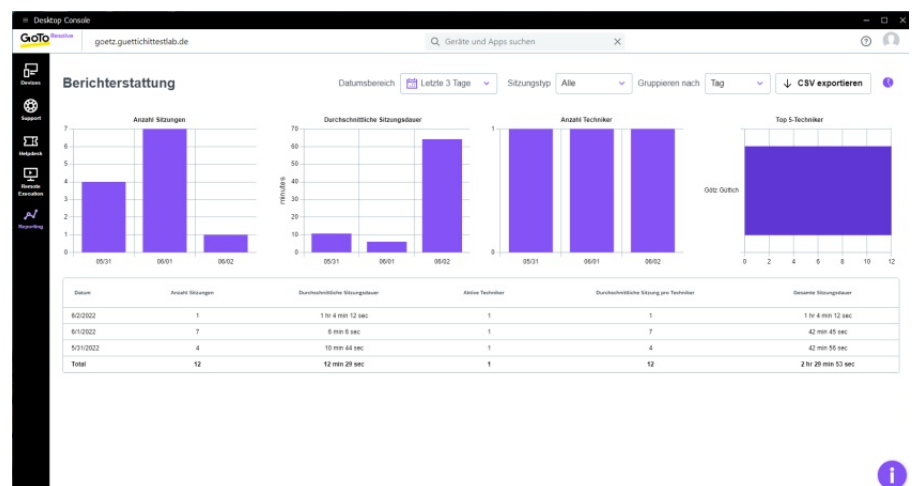 Desktop Console
GoTo Resolve
goetz.guettichittestlab.de
Geräte und Apps suchen
Devices
Support
Helpdesk
Remote Execution
Reporting
Berichterstattung
Datumsbereich Letzte 3 Tage Sitzungstyp Alle Gruppieren nach Tag CSV exportieren
Anzahl Sitzungen
7
6
5
4
3
2
1
0
05/31 06/01 06/02
Durchschnittliche Sitzungsdauer
minutes
70
60
50
40
30
20
10
0
05/31 06/01 06/02
Anzahl Techniker
1
0
05/31 06/01 06/02
Top 5-Techniker
Götz Güttich
0 2 4 6 8 10 12
Datum Anzahl Sitzungen Durchschnittliche Sitzungsdauer Aktive Techniker Durchschnittliche Sitzung pro Techniker Gesamte Sitzungsdauer
6/2/2022 1 1 hr 4 min 12 sec 1 1 1 hr 4 min 12 sec
6/1/2022 7 6 min 6 sec 1 7 42 min 45 sec
5/31/2022 4 10 min 44 sec 1 4 42 min 56 sec
Total 12 12 min 29 sec 1 12 2 hr 29 min 53 sec